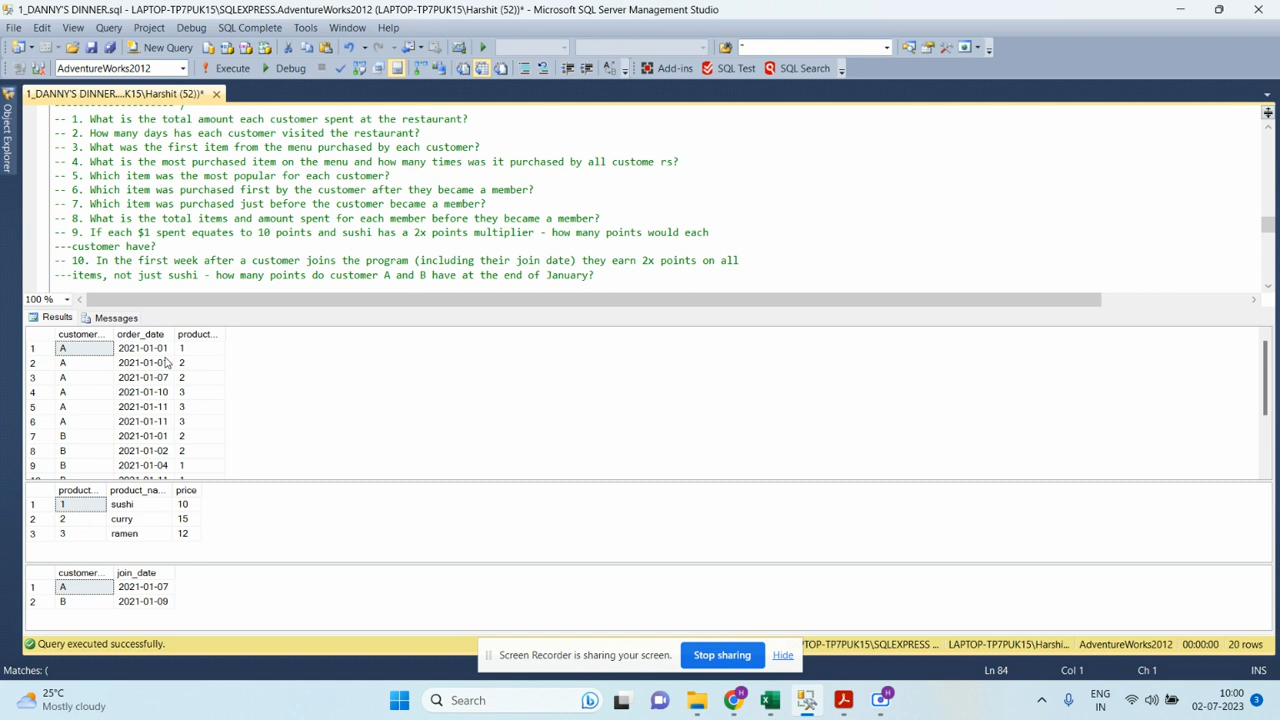 1_DANNY'S DINNER.sql - LAPTOP-TP7PUK15\SQLEXPRESS.AdventureWorks2012 (LAPTOP-TP7PUK15\Harshit (52))* - Microsoft SQL Server Management Studio
File Edit View Query Project Debug SQL Complete Tools Tools Window Help
New Query
AdventureWorks2012 Execute Debug Add-ins SQL Test SQL Search
1_DANNY'S DINNER....K15\Harshit (52))*
Object Explorer
-- 1. What is the total amount each customer spent at the restaurant?
-- 2. How many days has each customer visited the restaurant?
-- 3. What was the first item from the menu purchased by each customer?
-- 4. What is the most purchased item on the menu and how many times was it purchased by all custome rs?
-- 5. Which item was the most popular for each customer?
-- 6. Which item was purchased first by the customer after they became a member?
-- 7. Which item was purchased just before the customer became a member?
-- 8. What is the total items and amount spent for each member before they became a member?
-- 9. If each $1 spent equates to 10 points and sushi has a 2x points multiplier - how many points would each
---customer have?
-- 10. In the first week after a customer joins the program (including their join date) they earn 2x points on all
---items, not just sushi - how many points do customer A and B have at the end of January?
100 %
Results Messages
customer... order_date product...
1 A 2021-01-01 1
2 A 2021-01-01 2
3 A 2021-01-07 2
4 A 2021-01-10 3
5 A 2021-01-11 3
6 A 2021-01-11 3
7 B 2021-01-01 2
8 B 2021-01-02 2
9 B 2021-01-04 1
product... product_na... price
1 1 sushi 10
2 2 curry 15
3 3 ramen 12
customer... join_date
1 A 2021-01-07
2 B 2021-01-09
Query executed successfully.
Screen Recorder is sharing your screen. Stop sharing Hide
PTOP-TP7PUK15\SQLEXPRESS ... LAPTOP-TP7PUK15\Harshi... AdventureWorks2012 00:00:00 20 rows
Matches: ( Ln 84 Col 1 Ch 1 INS
25°C
Mostly cloudy
Search
ENG
IN
10:00
02-07-2023
3